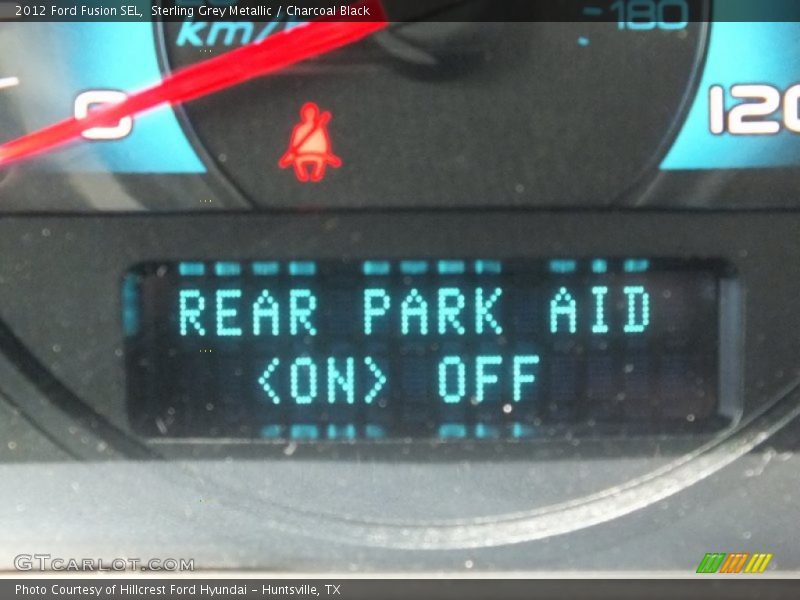 2012 Ford Fusion SEL, Sterling Grey Metallic / Charcoal Black
180
0
120
REAR PARK AID
<ON> OFF
GTcarlot.com
Photo Courtesy of Hillcrest Ford Hyundai - Huntsville, TX